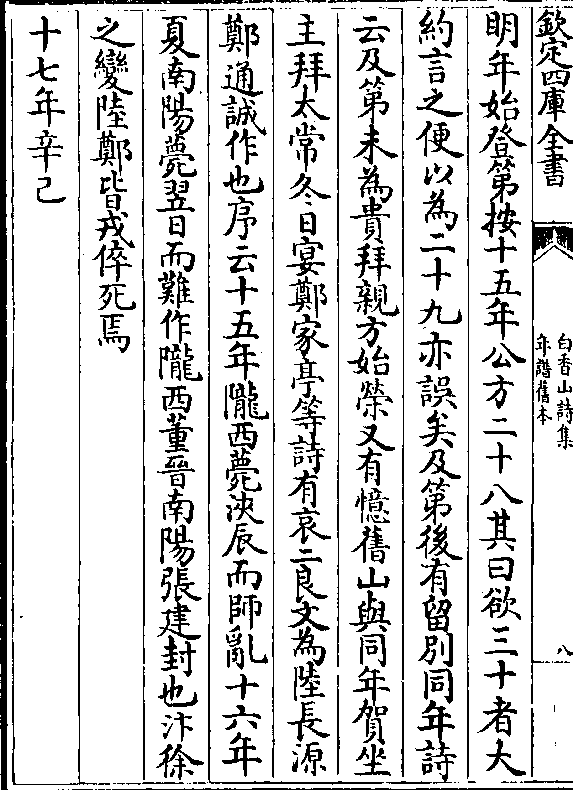 欽定四庫全書
白香山詩集
年譜舊本
八
明年始登第按十五年公方二十八其曰欲三十者大
約言之便以為二十九亦誤矣及第後有留別同年詩
云及第未為貴拜親方始榮又有憶舊山與同年賀坐
主拜太常冬日宴鄭家亭等詩有哀二良文為陸長源
鄭通誠作也序云十五年隴西薨浹辰而師亂十六年
夏南陽薨翌日而難作隴西董晉南陽張建封也汴徐
之變陸鄭皆戎倅死焉
十七年辛己